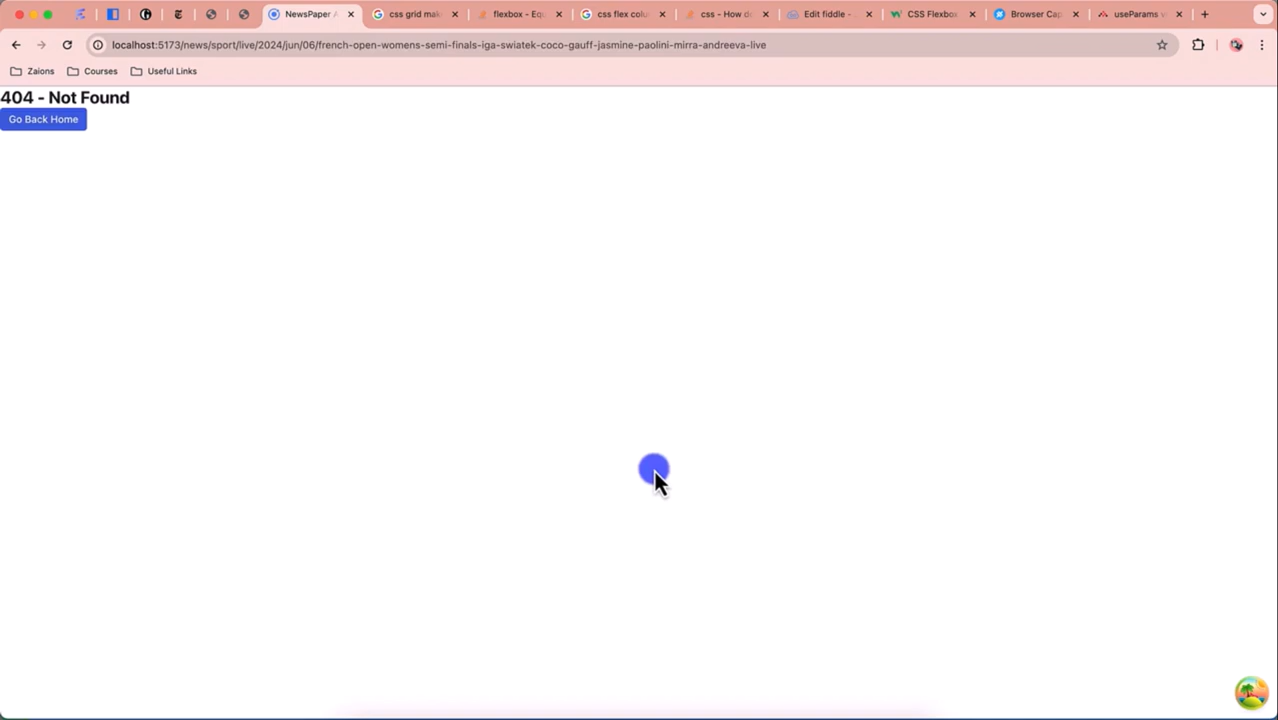 NewsPaper A
css grid mak
flexbox - Equ
css flex colu
css - How do
Edit fiddle -
CSS Flexbox
Browser Cap
useParams v
localhost:5173/news/sport/live/2024/jun/06/french-open-womens-semi-finals-iga-swiatek-coco-gauff-jasmine-paolini-mirra-andreeva-live
Zaions
Courses
Useful Links
404 - Not Found
Go Back Home